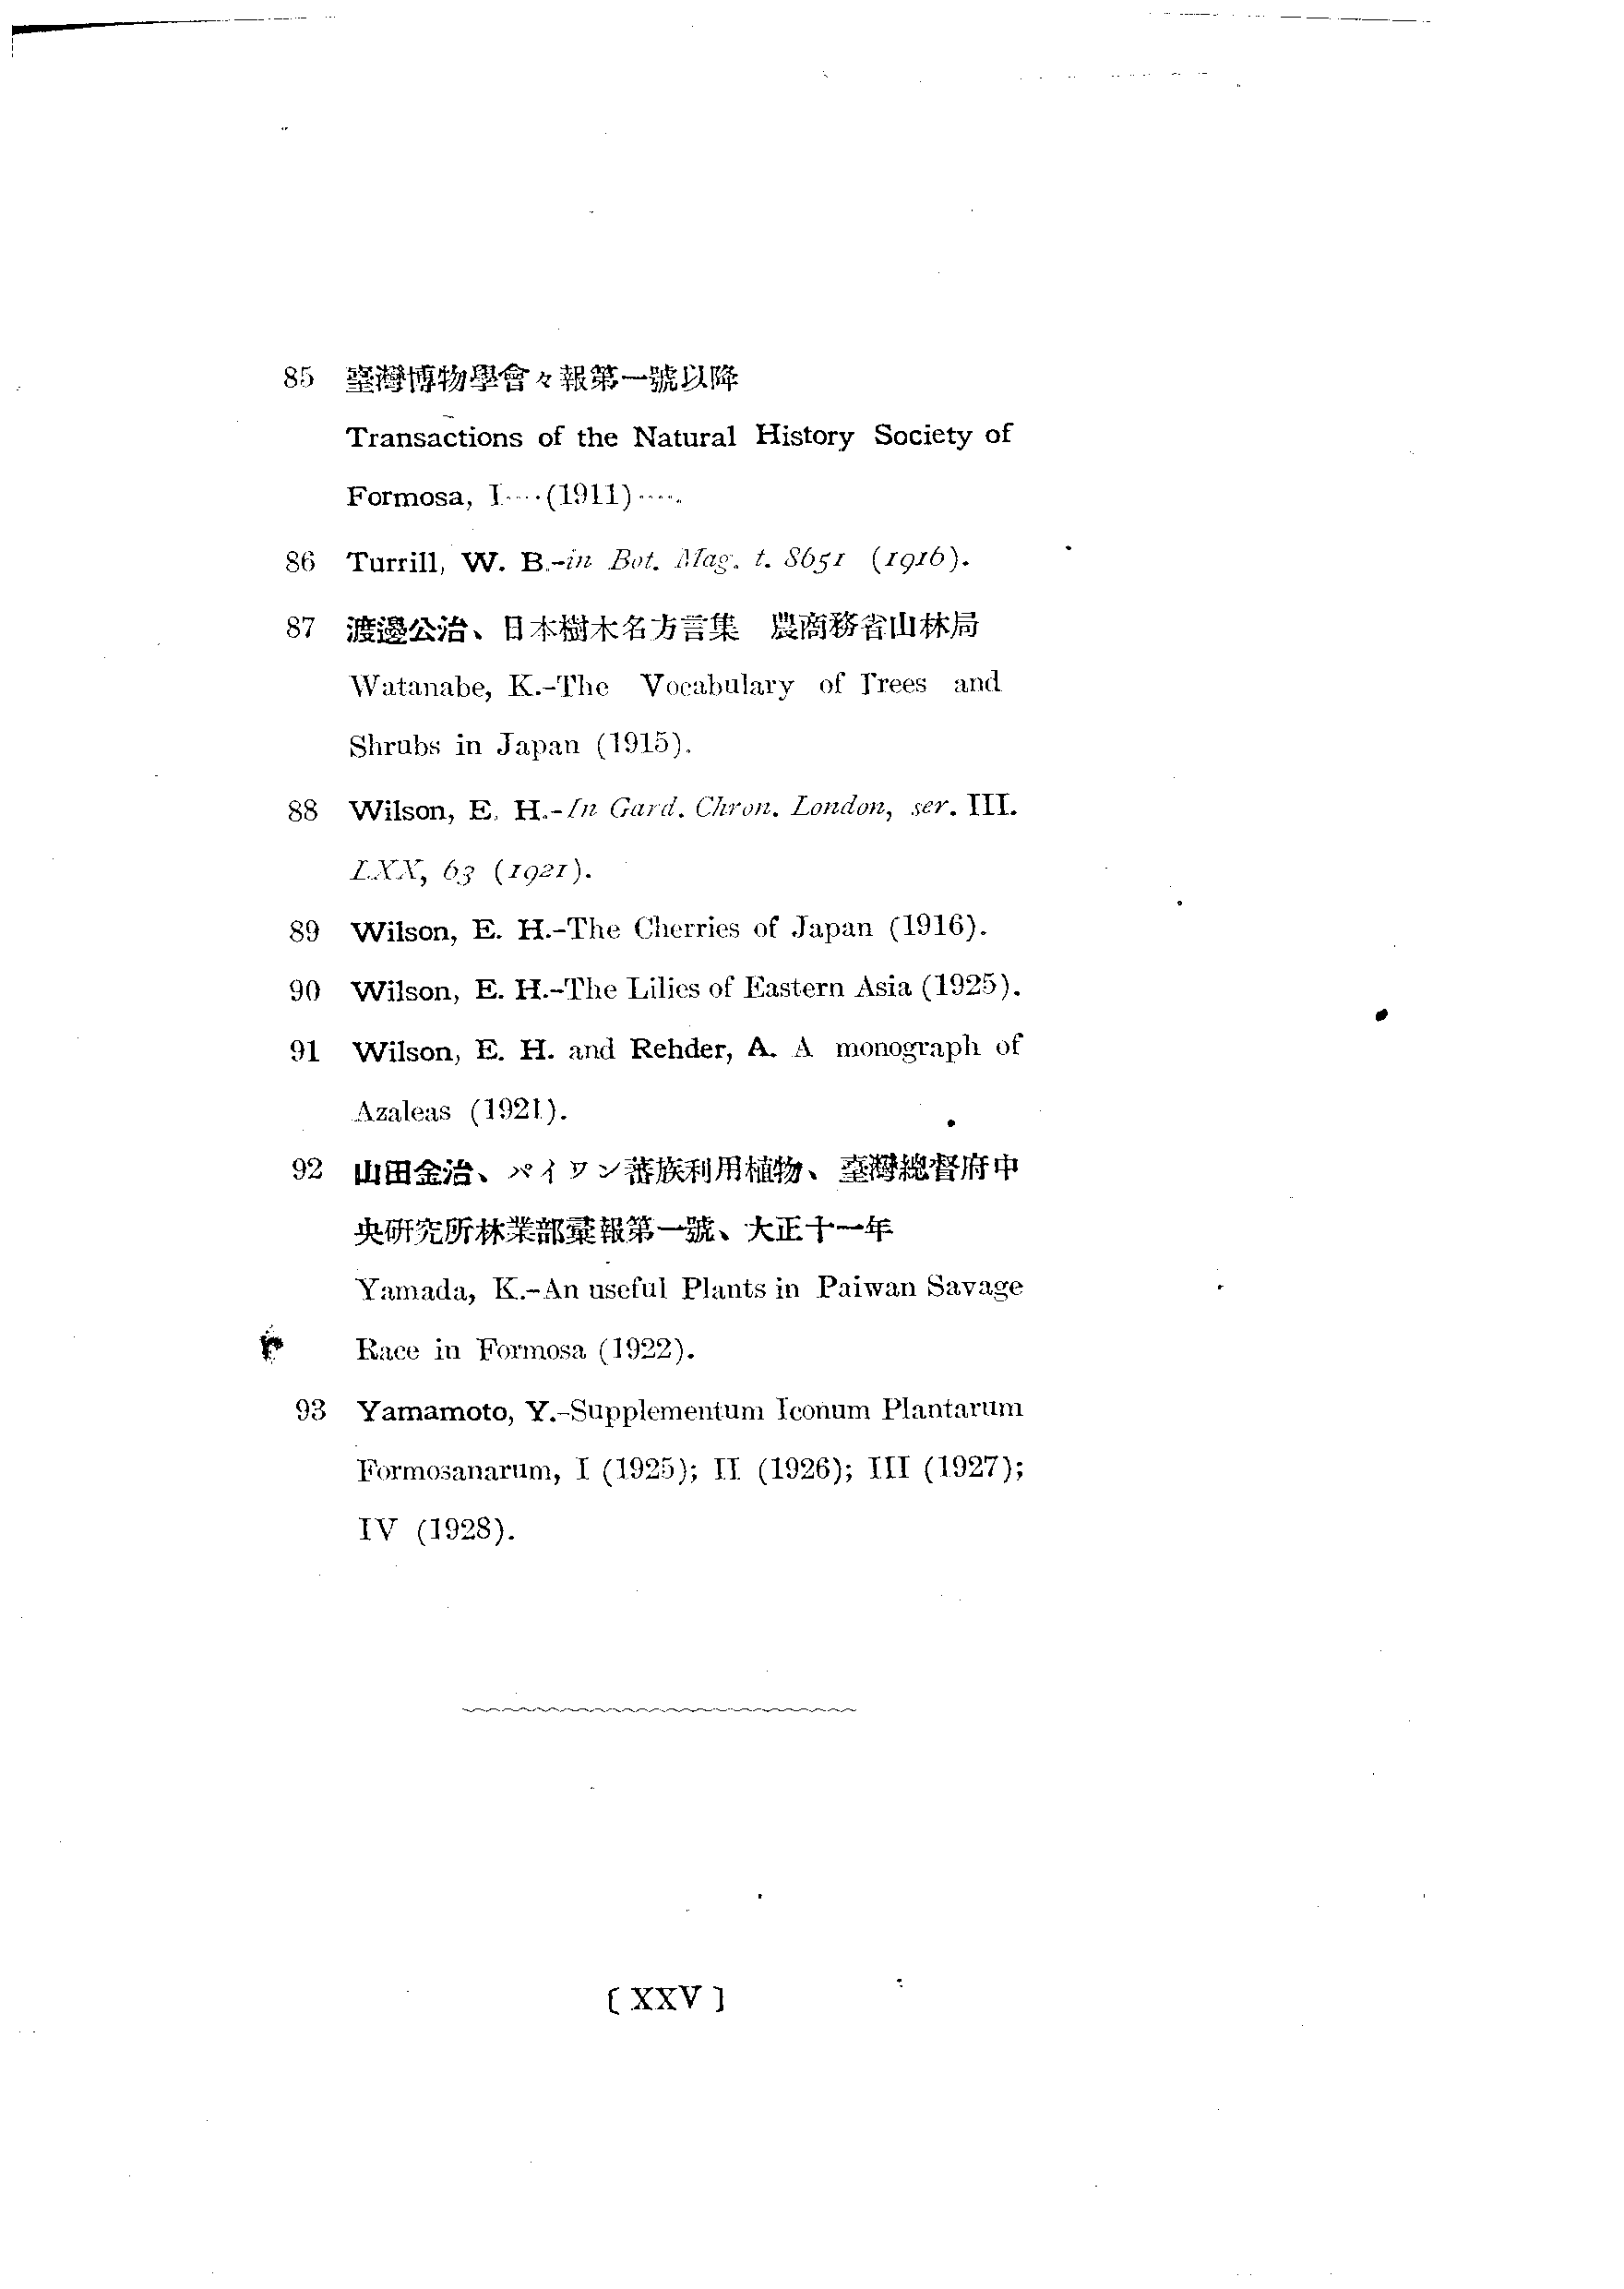 85 臺灣博物學會々報第一號以降
Transactions of the Natural History Society of
Formosa, I····(1911)·····.
86 Turrill, W. B.-in Bot. Mag. t. 8651 (1916).
87 渡邊公治、日本樹木名方言集 農商務省山林局
Watanabe, K.-The Vocabulary of Trees and
Shrubs in Japan (1915).
88 Wilson, E. H.-In Gard. Chron. London, ser. III.
LXX, 63 (1921).
89 Wilson, E. H.-The Cherries of Japan (1916).
90 Wilson, E. H.-The Lilies of Eastern Asia (1925).
91 Wilson, E. H. and Rehder, A. A monograph of
Azaleas (1921).
92 山田金治、パイワン蕃族利用植物、臺灣總督府中
央研究所林業部彙報第一號、大正十一年
Yamada, K.-An useful Plants in Paiwan Savage
Race in Formosa (1922).
93 Yamamoto, Y.-Supplementum Iconum Plantarum
Formosanarum, I (1925); II (1926); III (1927);
IV (1928).
[ XXV ]